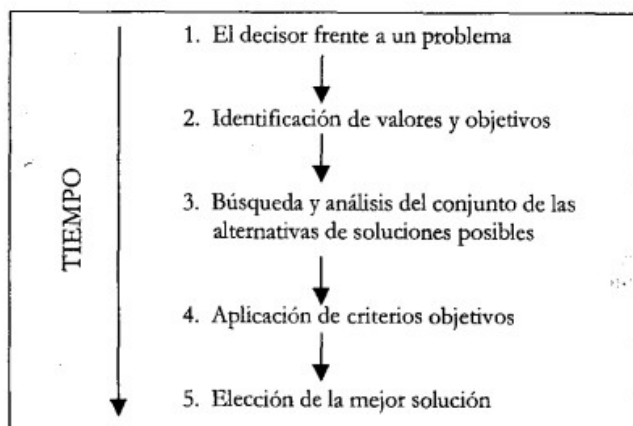 TIEMPO
1. El decisor frente a un problema
2. Identificación de valores y objetivos
3. Búsqueda y análisis del conjunto de las
alternativas de soluciones posibles
4. Aplicación de criterios objetivos
5. Elección de la mejor solución